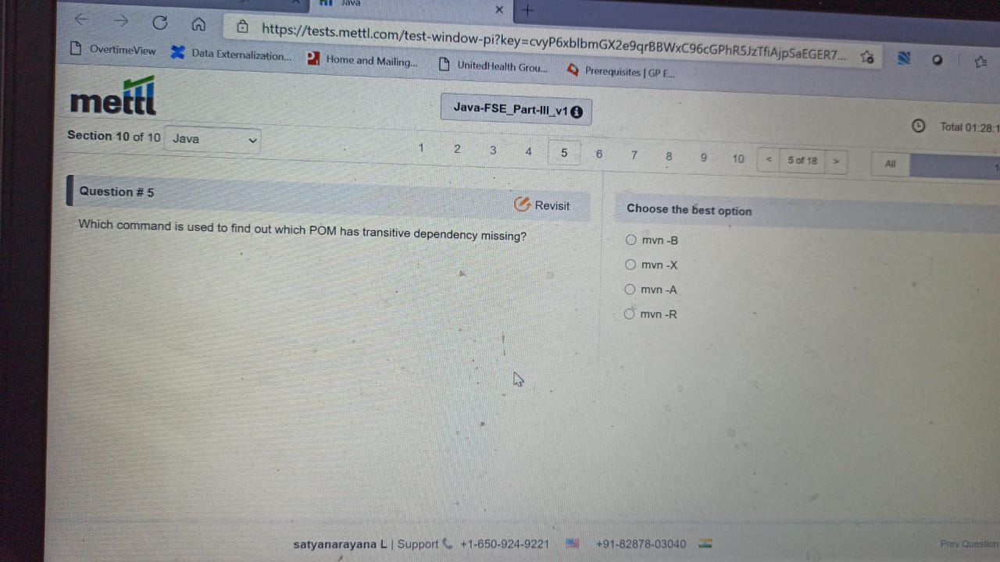 Java
https://tests.mettl.com/test-window-pi?key=cvyP6xblbmGX2e9qrBBWxC96cGPhR5JzTfiAjpSaEGER7...
OvertimeView Data Externalization... Home and Mailing... UnitedHealth Grou... Prerequisites | GP E...
mettl
Java-FSE_Part-III_v1
Total 01:28:1
Section 10 of 10 Java
1 2 3 4 5 6 7 8 9 10 < 5 of 18 > All
Question # 5
Revisit
Which command is used to find out which POM has transitive dependency missing?
Choose the best option
mvn -B
mvn -X
mvn -A
mvn -R
satyanarayana L | Support +1-650-924-9221 +91-82878-03040
Prev Question